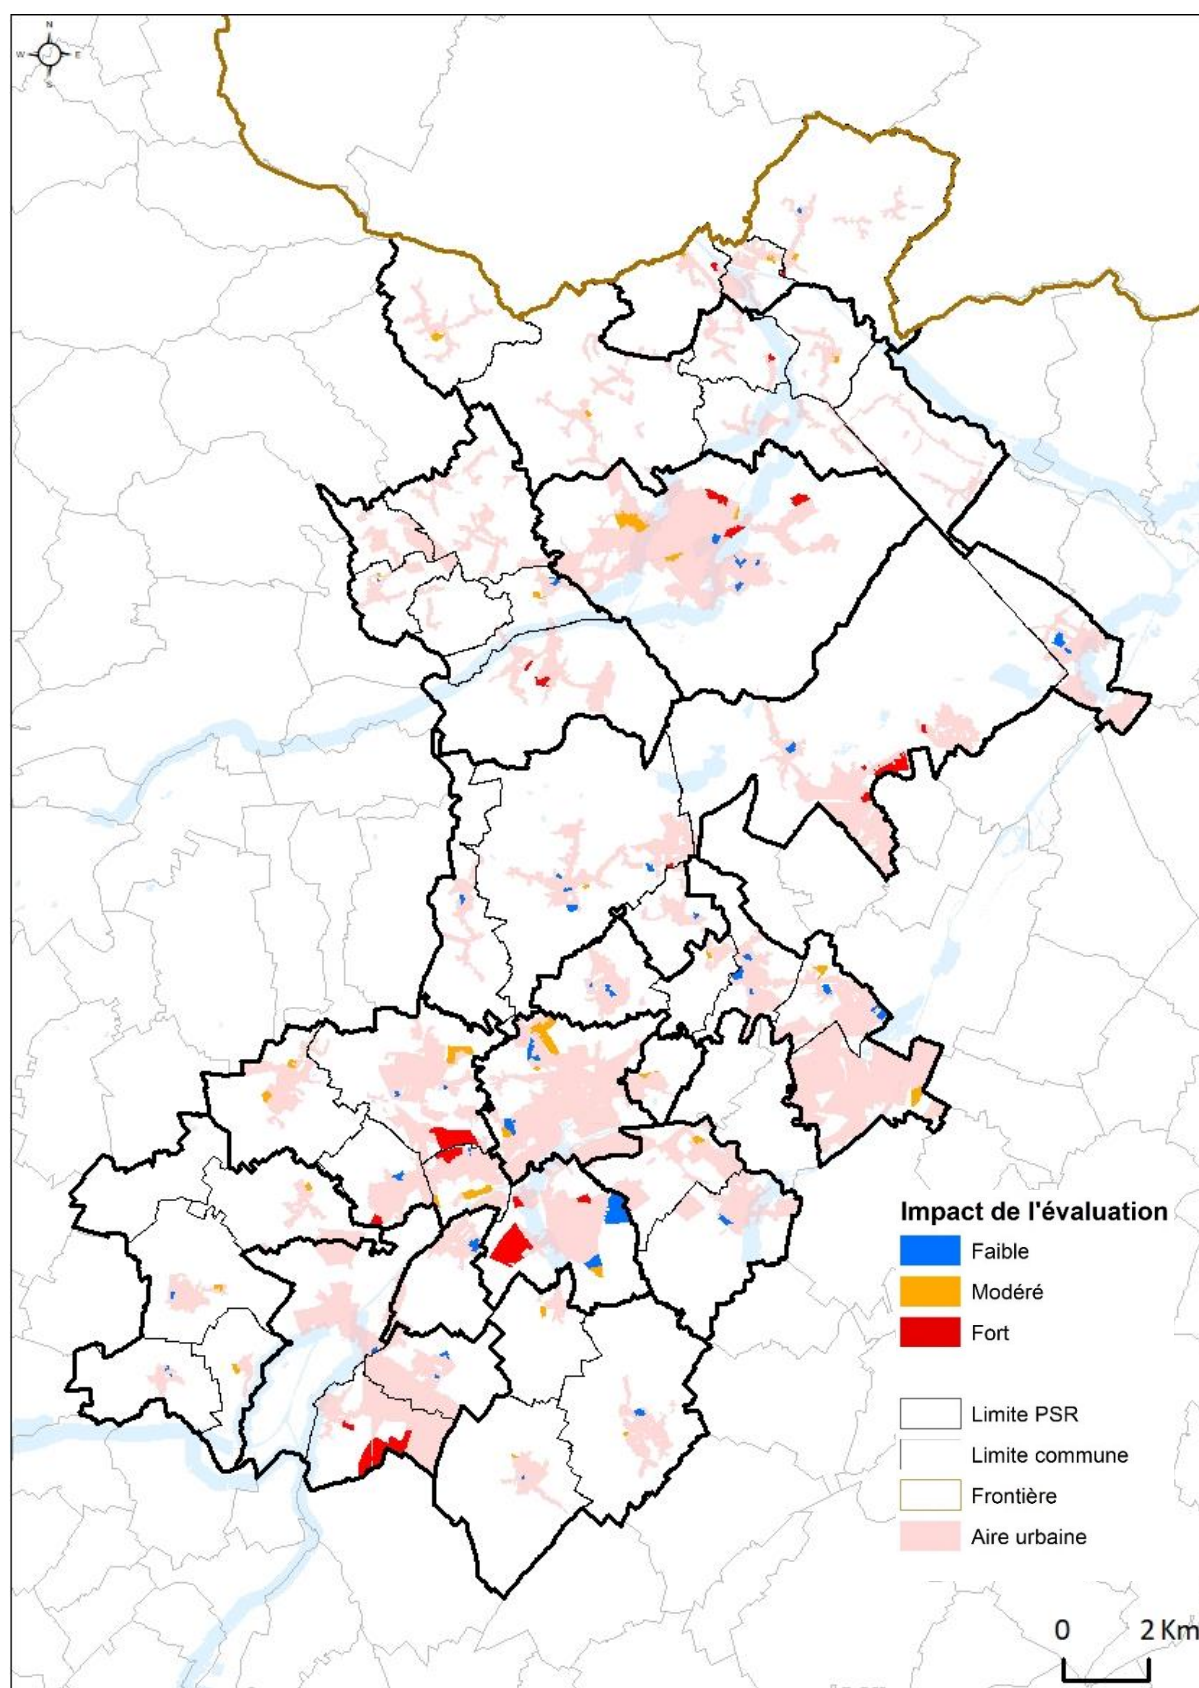 N
W
E
S
Impact de l'évaluation
Faible
Modéré
Fort
Limite PSR
Limite commune
Frontière
Aire urbaine
0 2 Km